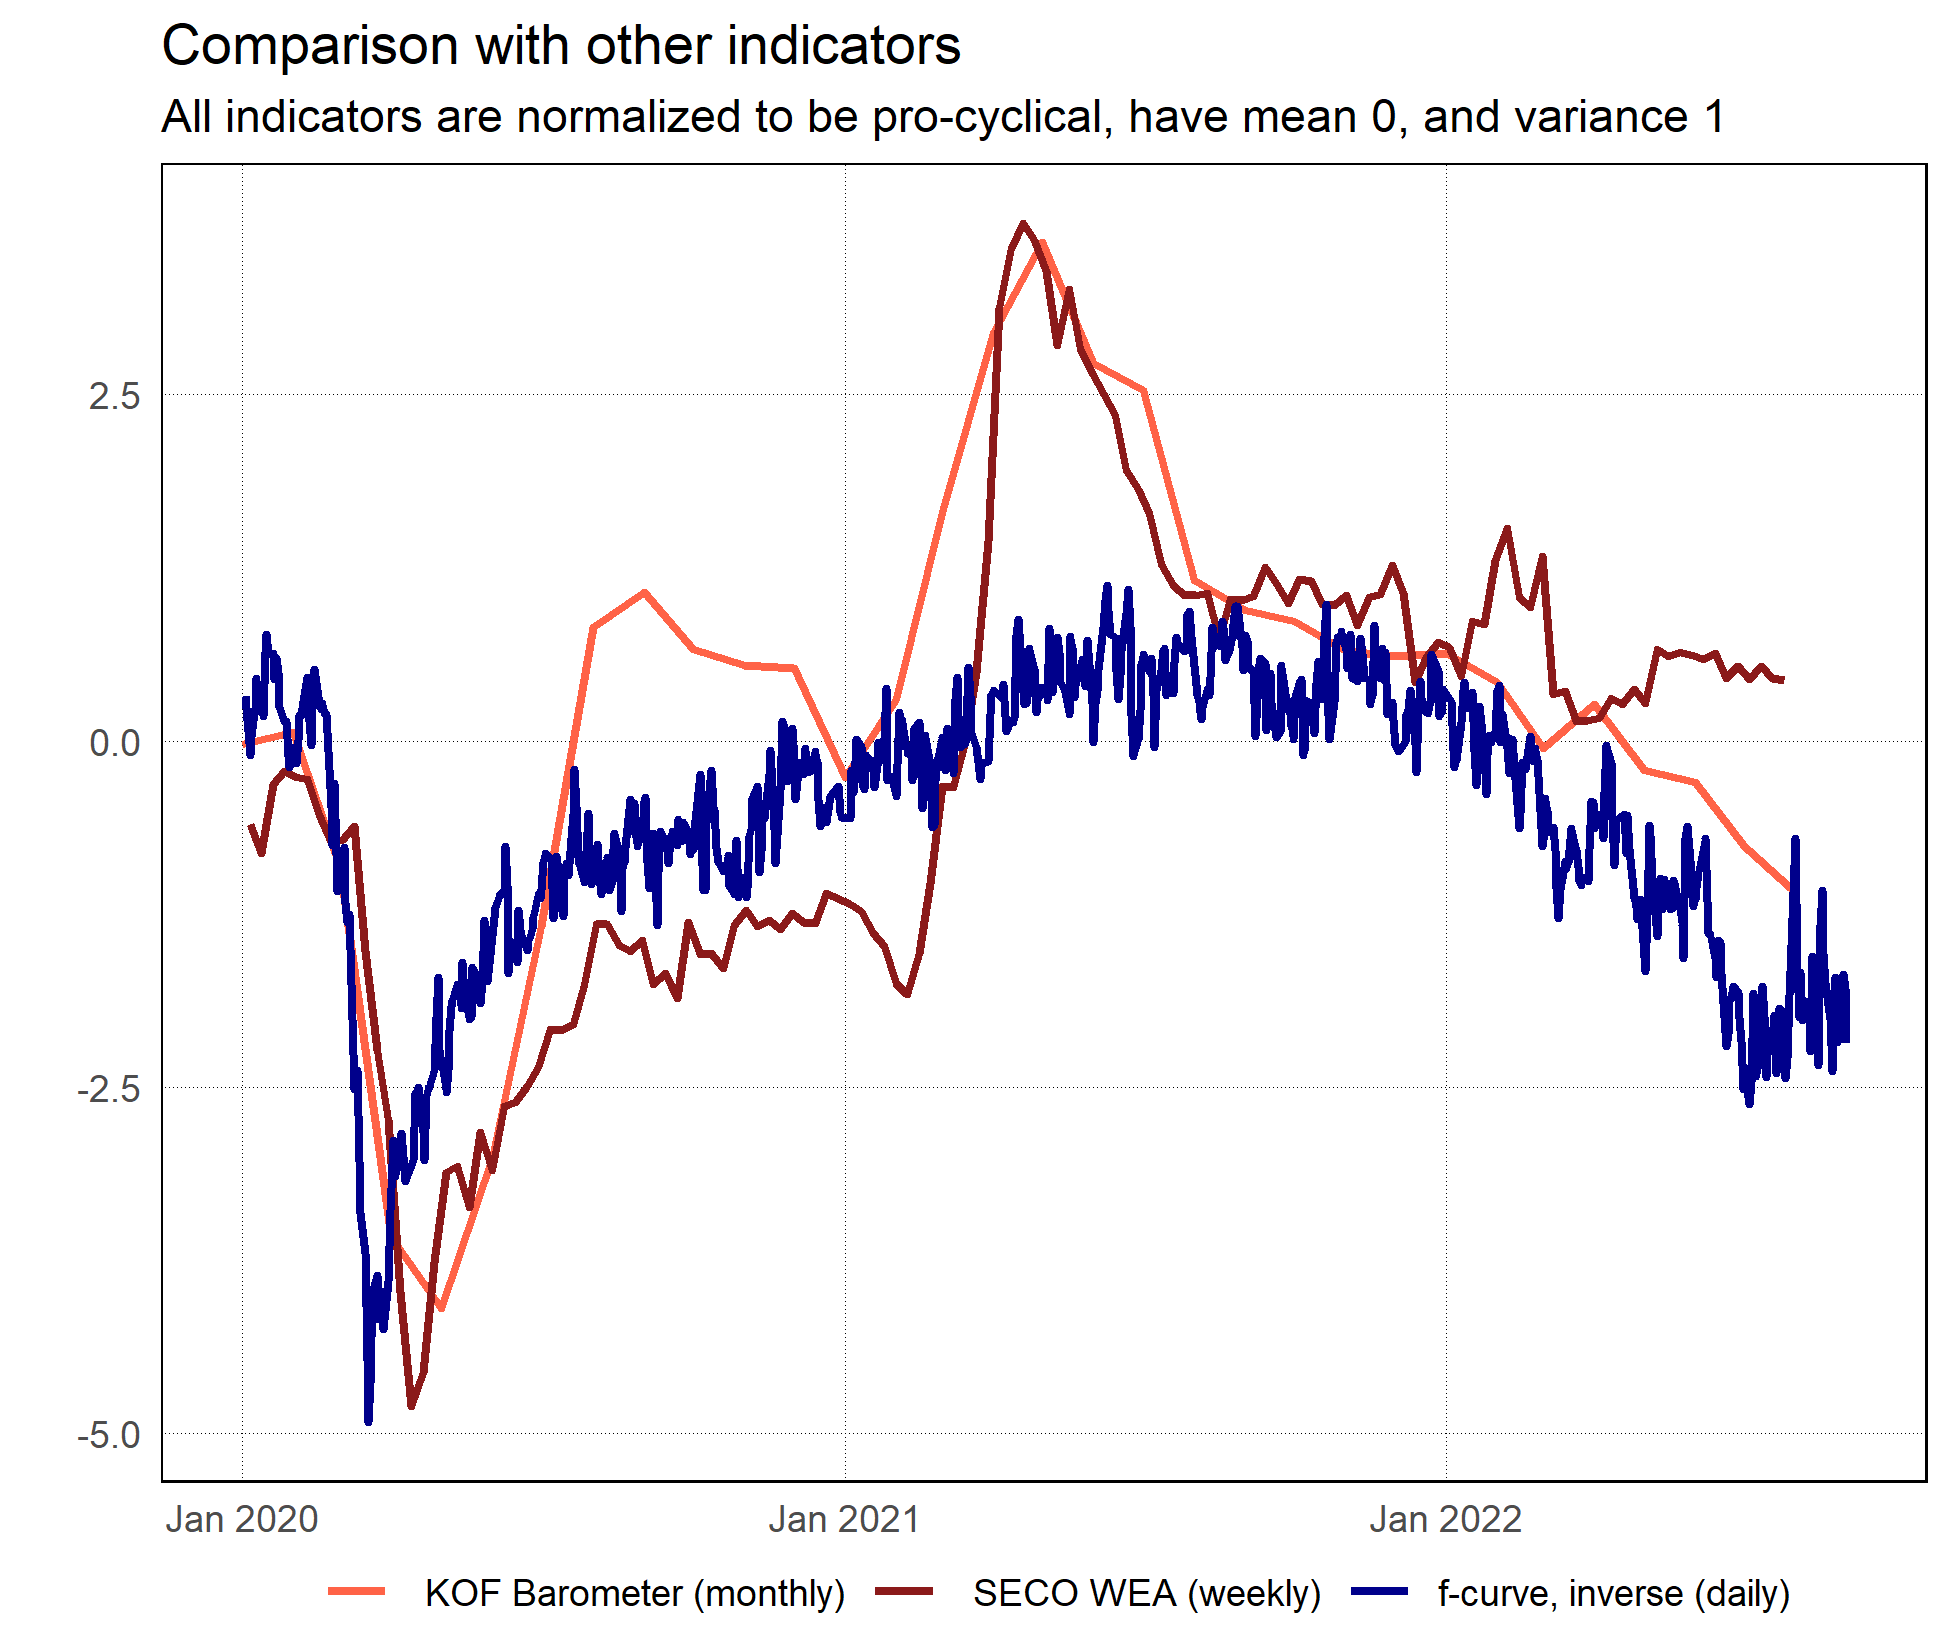 Comparison with other indicators
All indicators are normalized to be pro-cyclical, have mean 0, and variance 1
2.5
0.0
-2.5
-5.0
Jan 2020 Jan 2021 Jan 2022
KOF Barometer (monthly) SECO WEA (weekly) f-curve, inverse (daily)